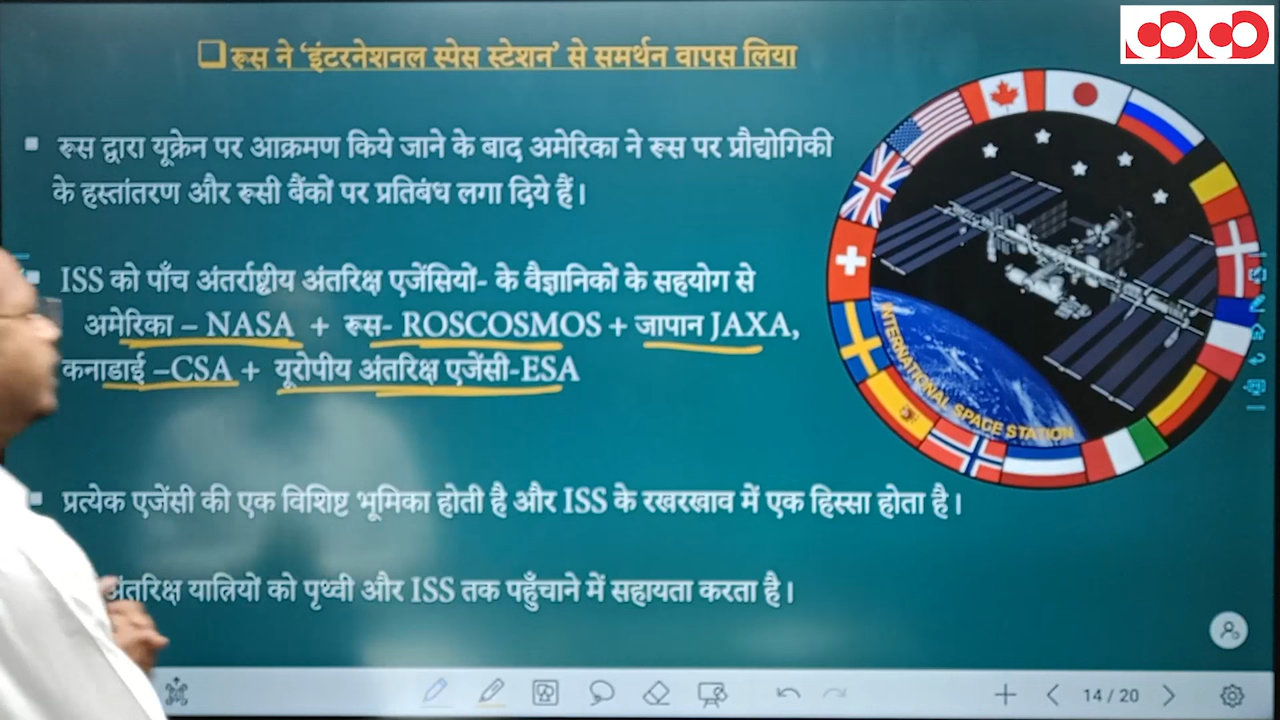 रूस ने ‘इंटरनेशनल स्पेस स्टेशन’ से समर्थन वापस लिया
रूस द्वारा यूक्रेन पर आक्रमण किये जाने के बाद अमेरिका ने रूस पर प्रौद्योगिकी
के हस्तांतरण और रूसी बैंकों पर प्रतिबंध लगा दिये हैं।
ISS को पाँच अंतर्राष्ट्रीय अंतरिक्ष एजेंसियों- के वैज्ञानिकों के सहयोग से
अमेरिका – NASA + रूस- ROSCOSMOS + जापान JAXA,
कनाडाई –CSA + यूरोपीय अंतरिक्ष एजेंसी-ESA
प्रत्येक एजेंसी की एक विशिष्ट भूमिका होती है और ISS के रखरखाव में एक हिस्सा होता है।
अंतरिक्ष यात्रियों को पृथ्वी और ISS तक पहुँचाने में सहायता करता है।
INTERNATIONAL SPACE STATION
14 / 20